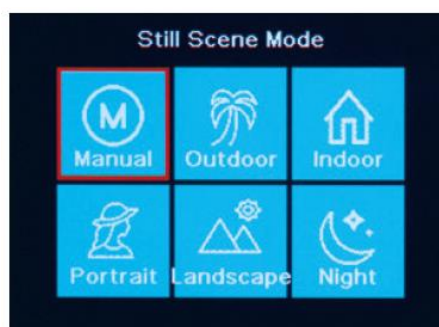 Still Scene Mode
M
Manual Outdoor Indoor
Portrait Landscape Night